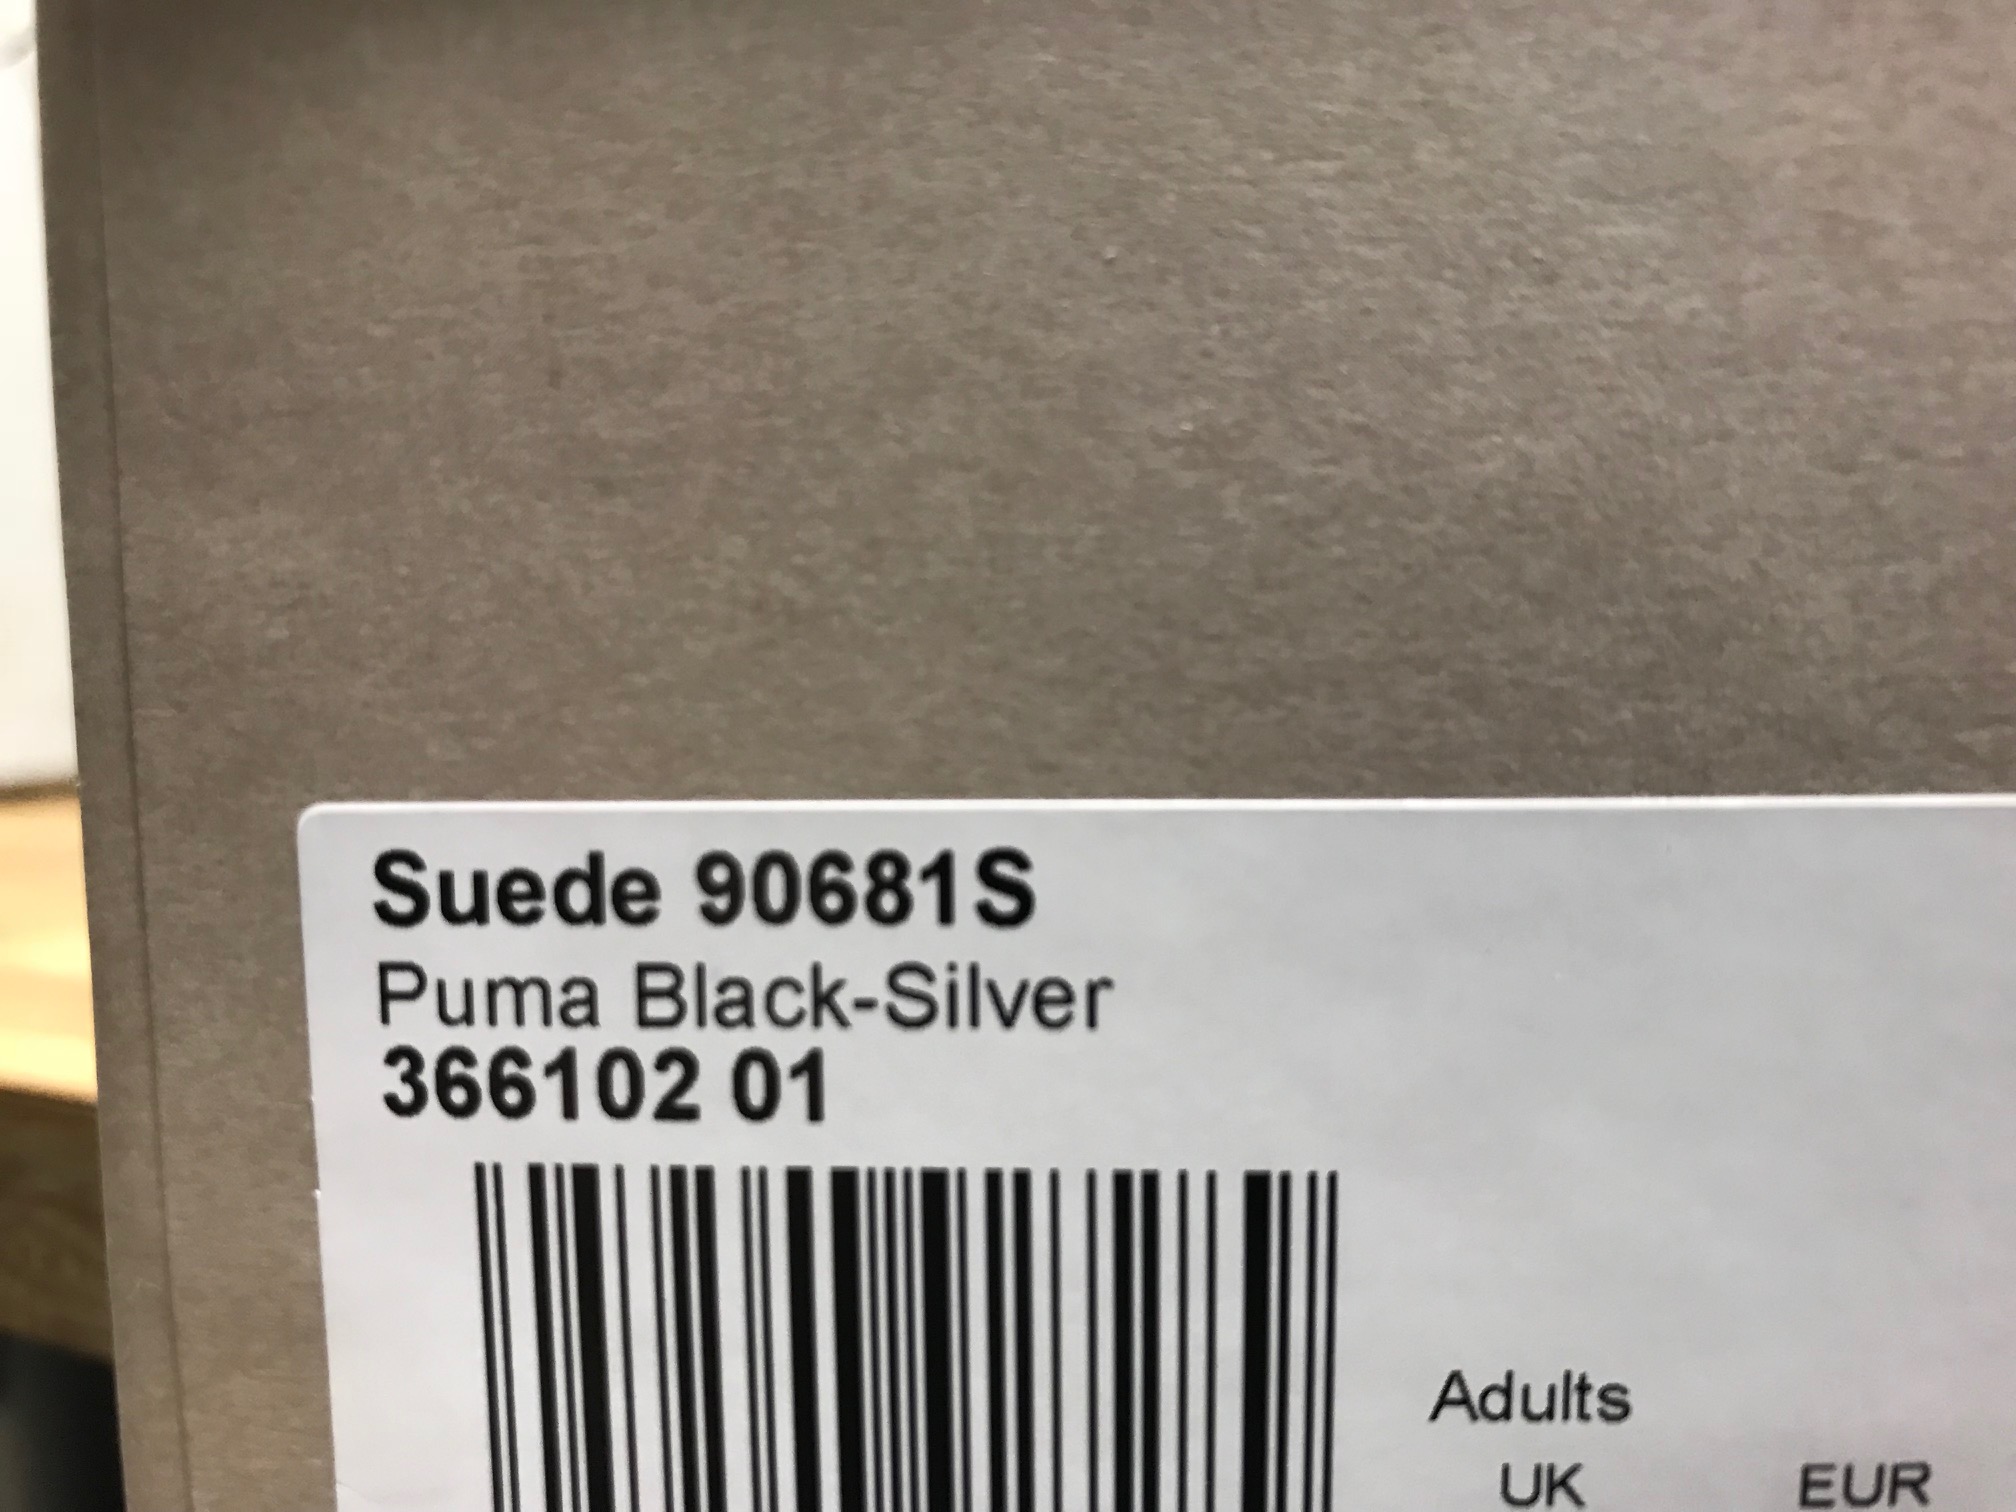 Suede 90681S
Puma Black-Silver
366102 01
Adults
UK EUR